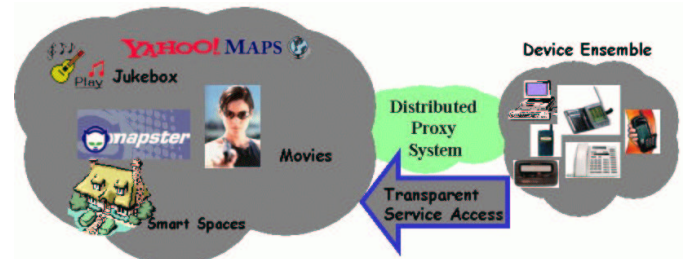 YAHOO! MAPS
Play Jukebox
napster
Movies
Smart Spaces
Distributed
Proxy
System
Transparent
Service Access
Device Ensemble